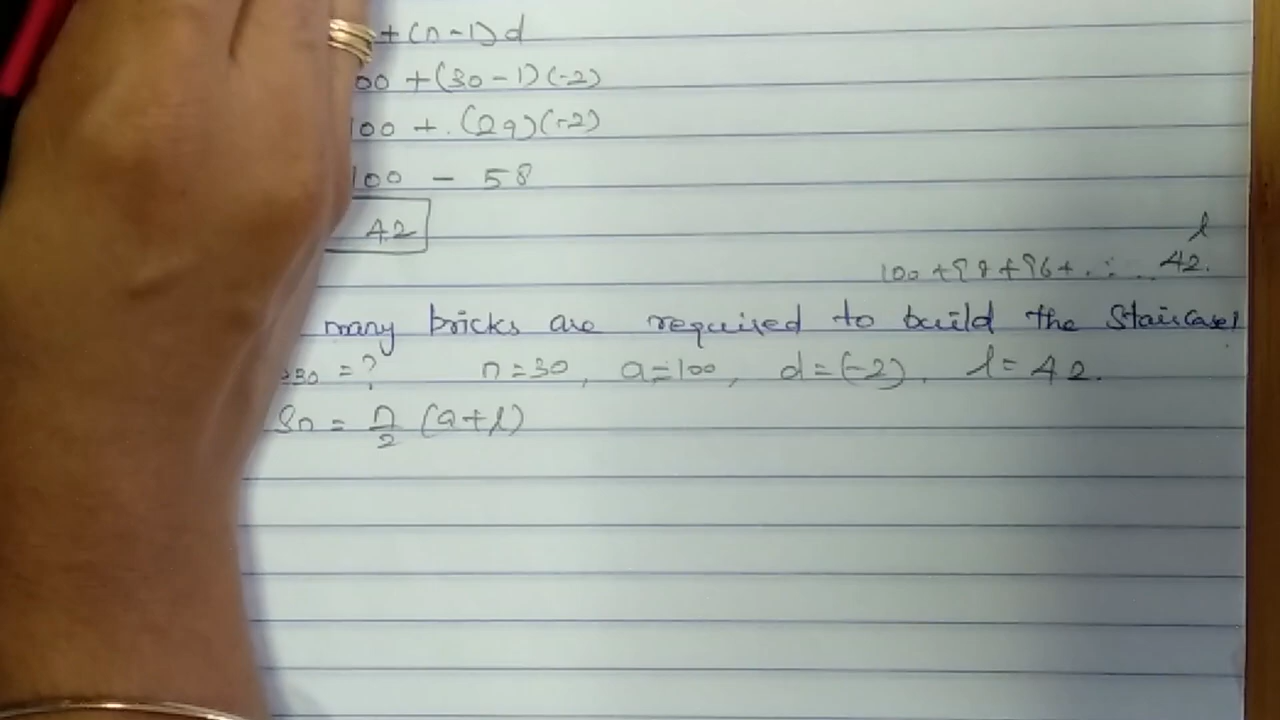 + (n-1)d
00 + (30-1)(-2)
100 + (29)(-2)
100 - 58
42
l
100 + 98 + 96 + ... 42.
many bricks are required to build the Staircase?
S30 = ? n=30, a=100, d=(-2). l= 42.
Sn = n/2 (a+l)